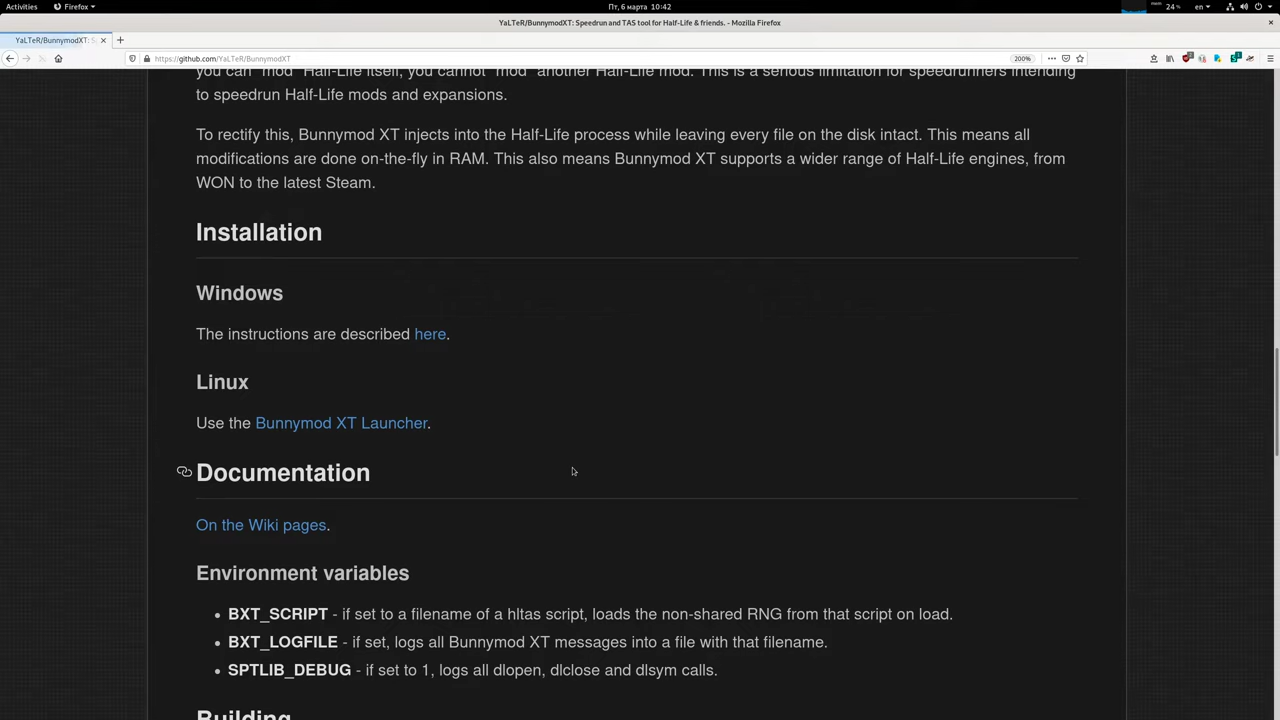 Activities Firefox Пт, 6 марта 10:42 mem 24 % en
YaLTeR/BunnymodXT: Speedrun and TAS tool for Half-Life & friends. - Mozilla Firefox
YaLTeR/BunnymodXT: S
https://github.com/YaLTeR/BunnymodXT 200%
you can "mod" Half-Life itself, you cannot "mod" another Half-Life mod. This is a serious limitation for speedrunners intending
to speedrun Half-Life mods and expansions.
To rectify this, Bunnymod XT injects into the Half-Life process while leaving every file on the disk intact. This means all
modifications are done on-the-fly in RAM. This also means Bunnymod XT supports a wider range of Half-Life engines, from
WON to the latest Steam.
Installation
Windows
The instructions are described here.
Linux
Use the Bunnymod XT Launcher.
Documentation
On the Wiki pages.
Environment variables
• BXT_SCRIPT - if set to a filename of a hltas script, loads the non-shared RNG from that script on load.
• BXT_LOGFILE - if set, logs all Bunnymod XT messages into a file with that filename.
• SPTLIB_DEBUG - if set to 1, logs all dlopen, dlclose and dlsym calls.
Building